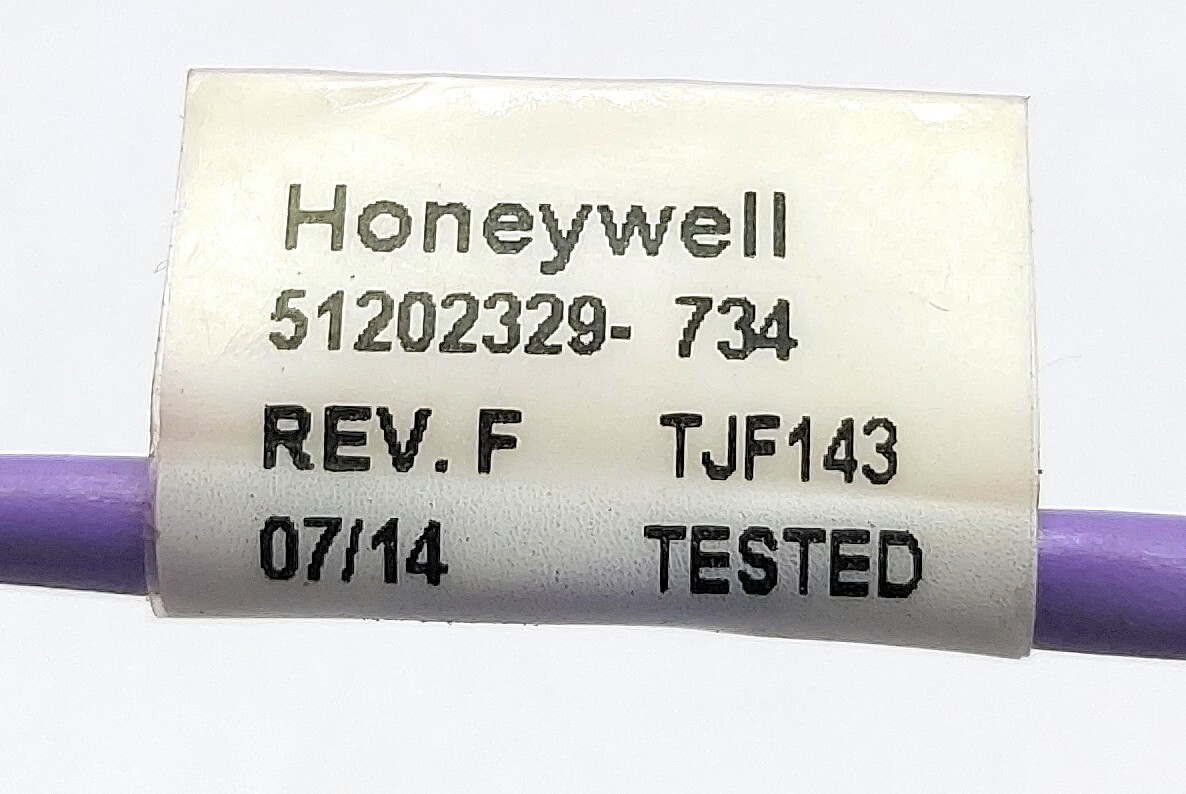 Honeywell
51202329- 734
REV. F TJF143
07/14 TESTED